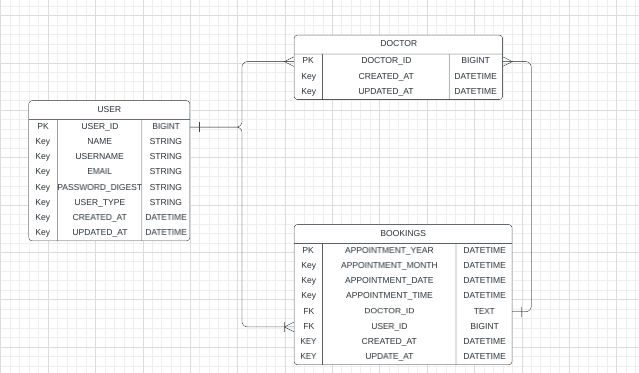 DOCTOR
PK DOCTOR_ID BIGINT
Key CREATED_AT DATETIME
Key UPDATED_AT DATETIME
USER
PK USER_ID BIGINT
Key NAME STRING
Key USERNAME STRING
Key EMAIL STRING
Key PASSWORD_DIGEST STRING
Key USER_TYPE STRING
Key CREATED_AT DATETIME
Key UPDATED_AT DATETIME
BOOKINGS
PK APPOINTMENT_YEAR DATETIME
Key APPOINTMENT_MONTH DATETIME
Key APPOINTMENT_DATE DATETIME
Key APPOINTMENT_TIME DATETIME
FK DOCTOR_ID TEXT
FK USER_ID BIGINT
KEY CREATED_AT DATETIME
KEY UPDATE_AT DATETIME